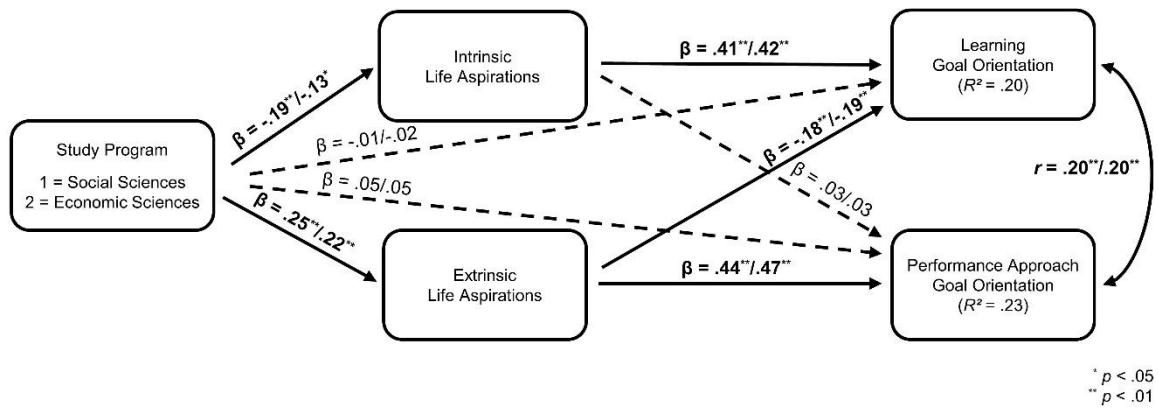 Study Program
1 = Social Sciences
2 = Economic Sciences
β = -.19**/-.13*
β = .25**/.22**
Intrinsic
Life Aspirations
Extrinsic
Life Aspirations
β = .41**/.42**
β = -.01/-.02
β = .05/.05
β = -.18**/-.19**
β = .03/.03
β = .44**/.47**
Learning
Goal Orientation
(R² = .20)
Performance Approach
Goal Orientation
(R² = .23)
r = .20**/.20**
* p < .05
** p < .01